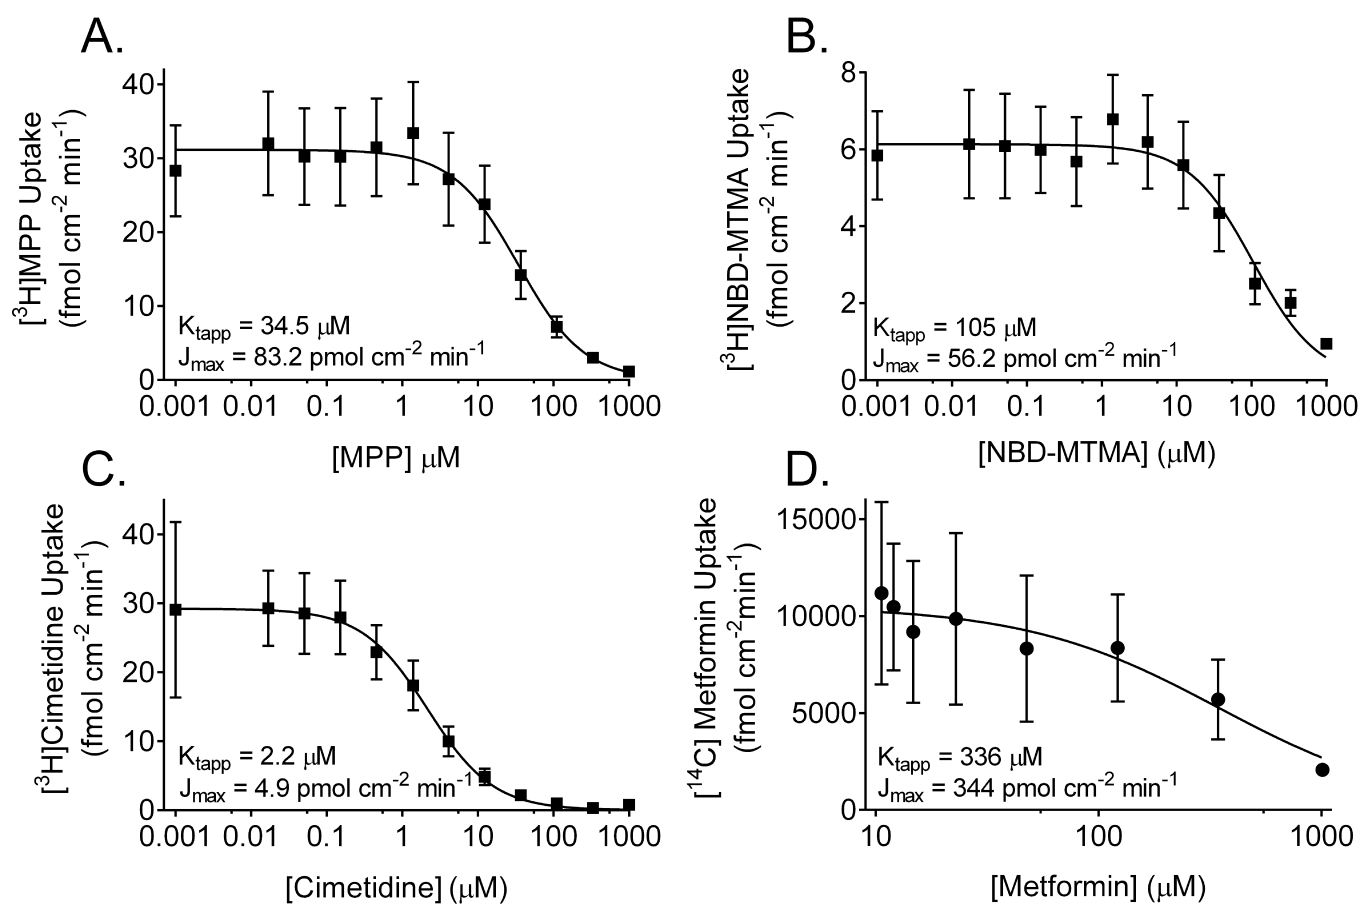 A.
[³H]MPP Uptake
(fmol cm⁻² min⁻¹)
40
30
20
10
0
Ktapp = 34.5 μM
Jmax = 83.2 pmol cm⁻² min⁻¹
0.001 0.01 0.1 1 10 100 1000
[MPP] μM
B.
[³H]NBD-MTMA Uptake
(fmol cm⁻² min⁻¹)
8
6
4
2
0
Ktapp = 105 μM
Jmax = 56.2 pmol cm⁻² min⁻¹
0.001 0.01 0.1 1 10 100 1000
[NBD-MTMA] (μM)
C.
[³H]Cimetidine Uptake
(fmol cm⁻² min⁻¹)
40
30
20
10
0
Ktapp = 2.2 μM
Jmax = 4.9 pmol cm⁻² min⁻¹
0.001 0.01 0.1 1 10 100 1000
[Cimetidine] (μM)
D.
[¹⁴C] Metformin Uptake
(fmol cm⁻²min⁻¹)
15000
10000
5000
0
Ktapp = 336 μM
Jmax = 344 pmol cm⁻² min⁻¹
10 100 1000
[Metformin] (μM)